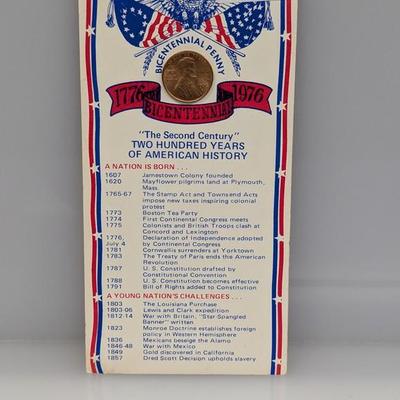 BICENTENNIAL PENNY
1776 1976
BICENTENNIAL
"The Second Century"
TWO HUNDRED YEARS
OF AMERICAN HISTORY
A NATION IS BORN . . .
1607 Jamestown Colony founded
1620 Mayflower pilgrims land at Plymouth,
Mass.
1765-67 The Stamp Act and Townsend Acts
impose new taxes inspiring colonial
protest
1773 Boston Tea Party
1774 First Continental Congress meets
1775 Colonists and British Troops clash at
Concord and Lexington
1776, Declaration of Independence adopted
July 4 by Continental Congress
1781 Cornwallis surrenders at Yorktown
1783 The Treaty of Paris ends the American
Revolution
1787 U. S. Constitution drafted by
Constitutional Convention
1788 U. S. Constitution becomes effective
1791 Bill of Rights added to Constitution
A YOUNG NATION'S CHALLENGES . . .
1803 The Louisiana Purchase
1803-06 Lewis and Clark expedition
1812-14 War with Britain, "Star Spangled
Banner" written
1823 Monroe Doctrine establishes foreign
policy in Western Hemisphere
1836 Mexicans beseige the Alamo
1846-48 War with Mexico
1849 Gold discovered in California
1857 Dred Scott Decision upholds slavery